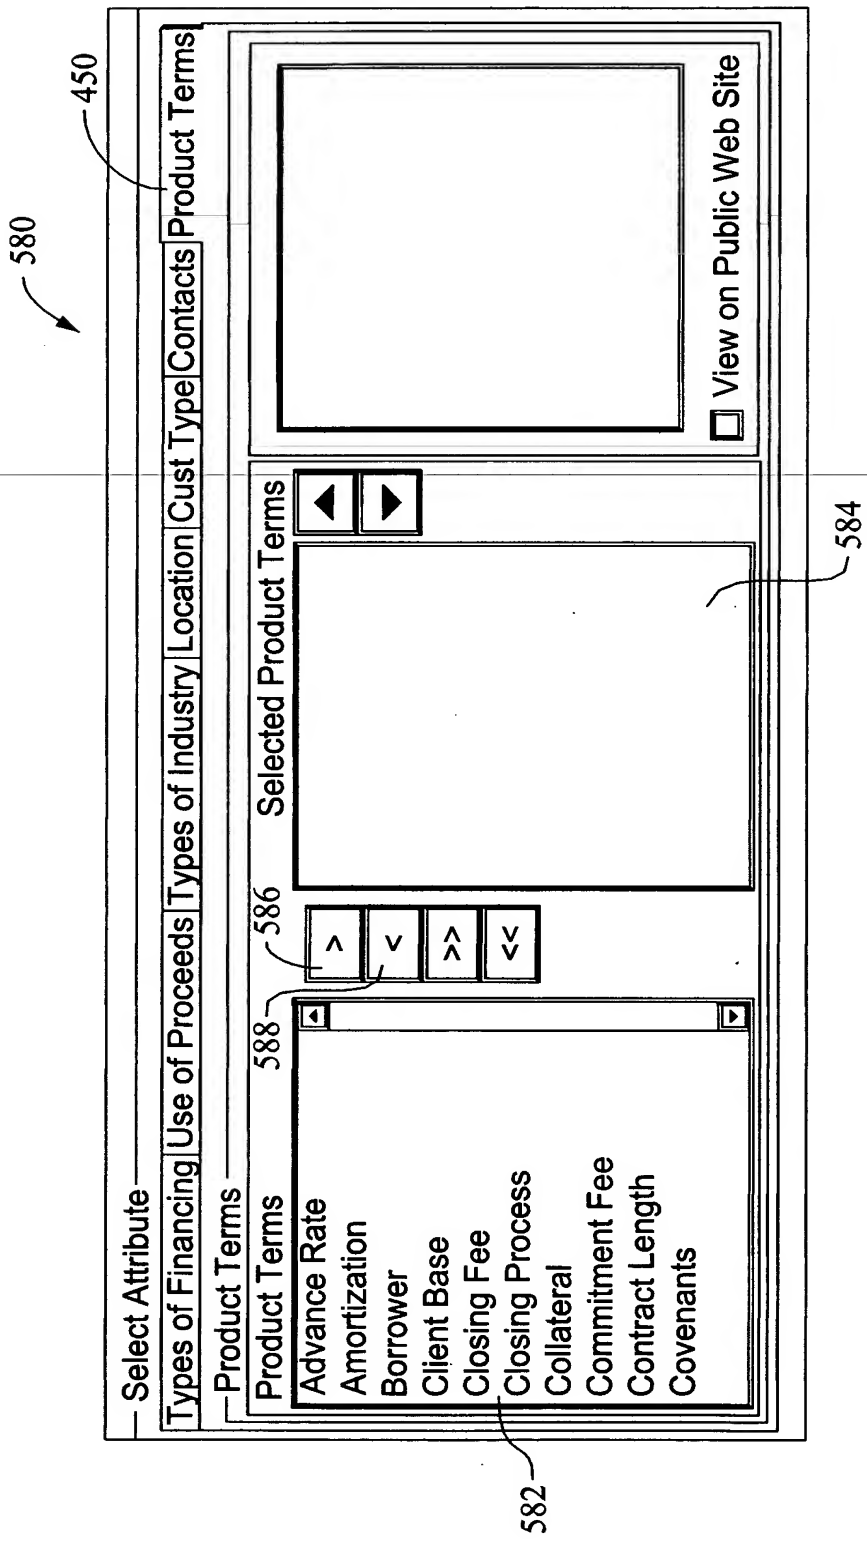 580
450
Select Attribute
Types of Financing Use of Proceeds Types of Industry Location Cust Type Contacts Product Terms
Product Terms
Product Terms
Selected Product Terms
588
586
Advance Rate
Amortization
Borrower
Client Base
Closing Fee
Closing Process
Collateral
Commitment Fee
Contract Length
Covenants
>
<
>>
<<
View on Public Web Site
582
584